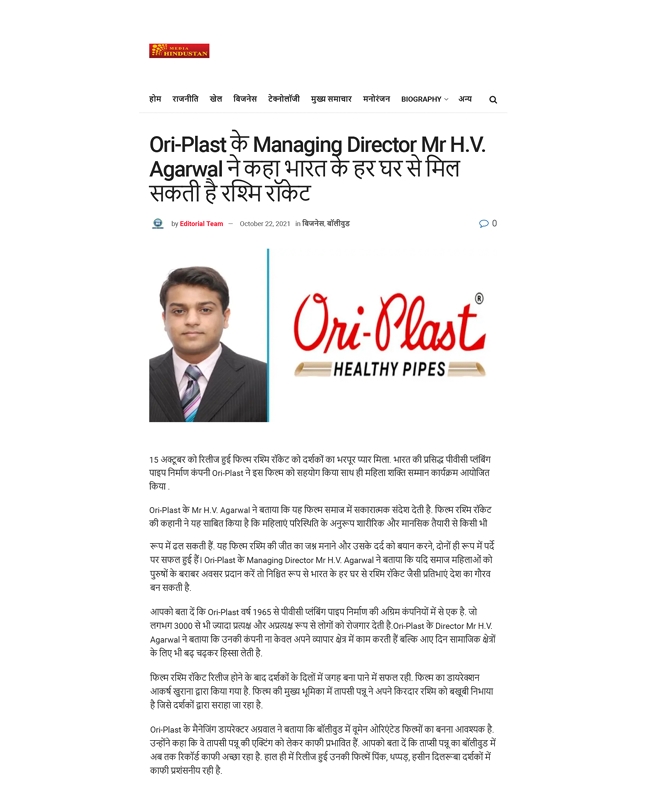 MEDIA
HINDUSTAN
होम राजनीति खेल बिजनेस टेक्नोलॉजी मुख्य समाचार मनोरंजन BIOGRAPHY अन्य
Ori-Plast के Managing Director Mr H.V.
Agarwal ने कहा भारत के हर घर से मिल
सकती है रश्मि रॉकेट
by Editorial Team — October 22, 2021 in बिजनेस, बॉलीवुड 0
Ori-Plast®
HEALTHY PIPES
15 अक्टूबर को रिलीज हुई फिल्म रश्मि रॉकेट को दर्शकों का भरपूर प्यार मिला. भारत की प्रसिद्ध पीवीसी प्लंबिंग
पाइप निर्माण कंपनी Ori-Plast ने इस फिल्म को सहयोग किया साथ ही महिला शक्ति सम्मान कार्यक्रम आयोजित
किया .
Ori-Plast के Mr H.V. Agarwal ने बताया कि यह फिल्म समाज में सकारात्मक संदेश देती है. फिल्म रश्मि रॉकेट
की कहानी ने यह साबित किया है कि महिलाएं परिस्थिति के अनुरूप शारीरिक और मानसिक तैयारी से किसी भी
रूप में ढल सकती हैं. यह फिल्म की जीत का जश्न मनाने और उसके दर्द को बयान करने, दोनों ही रूप में पर्दे
पर सफल हुई हैं। Ori-Plast के Managing Director Mr H.V. Agarwal ने बताया कि यदि समाज महिलाओं को
पुरुषों के बराबर अवसर प्रदान करें तो निश्चित रूप से भारत के हर घर से रश्मि रॉकेट जैसी प्रतिभाएं देश का गौरव
बन सकती है.
आपको बता दें कि Ori-Plast वर्ष 1965 से पीवीसी प्लंबिंग पाइप निर्माण की अग्रिम कंपनियों में से एक है. जो
लगभग 3000 से भी ज्यादा प्रत्यक्ष और अप्रत्यक्ष रूप से लोगों को रोजगार देती है.Ori-Plast के Director Mr H.V.
Agarwal ने बताया कि उनकी कंपनी ना केवल अपने व्यापार क्षेत्र में काम करती हैं बल्कि आए दिन सामाजिक क्षेत्रों
के लिए भी बढ़ चढ़कर हिस्सा लेती है.
फिल्म रश्मि रॉकेट रिलीज होने के बाद दर्शकों के दिलों में जगह बना पाने में सफल रही. फिल्म का डायरेक्शन
आकर्ष खुराना द्वारा किया गया है. फिल्म की मुख्य भूमिका में तापसी पन्नू ने अपने किरदार रश्मि को बखूबी निभाया
है जिसे दर्शकों द्वारा सराहा जा रहा है.
Ori-Plast के मैनेजिंग डायरेक्टर अग्रवाल ने बताया कि बॉलीवुड में वूमेन ओरिएंटेड फिल्मों का बनना आवश्यक है.
उन्होंने कहा कि वे तापसी पन्नू की एक्टिंग को लेकर काफी प्रभावित हैं. आपको बता दें कि ताप्सी पन्नू का बॉलीवुड में
अब तक रिकॉर्ड काफी अच्छा रहा है. हाल ही में रिलीज हुई उनकी फिल्में पिंक, थप्पड़, हसीन दिलरूबा दर्शकों में
काफी प्रशंसनीय रही है.